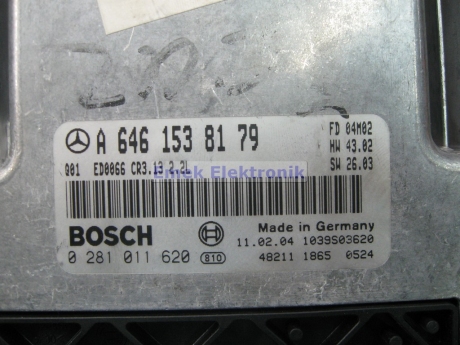 A 646 153 81 79
FD 04M02
HW 43.02
SW 26.03
Q01 ED0066 CR3.13 2.2L
Emek Elektronik
BOSCH
Made in Germany
0 281 011 620 810
11.02.04 1039S03620
48211 1865 0524